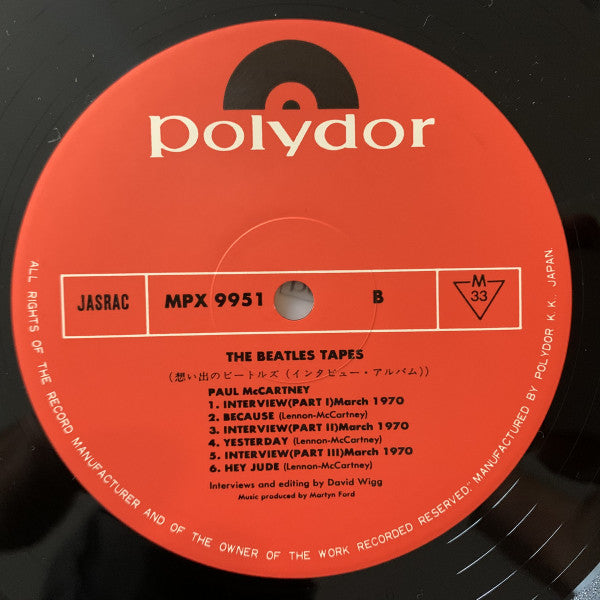 polydor
JASRAC
MPX 9951
B
M
33
THE BEATLES TAPES
(想い出のビートルズ(インタビュー・アルバム))
PAUL McCARTNEY
1. INTERVIEW(PART I)March 1970
2. BECAUSE (Lennon-McCartney)
3. INTERVIEW(PART II)March 1970
4. YESTERDAY (Lennon-McCartney)
5. INTERVIEW(PART III)March 1970
6. HEY JUDE (Lennon-McCartney)
Interviews and editing by David Wigg
Music produced by Martyn Ford
ALL RIGHTS OF THE RECORD MANUFACTURER AND OF THE OWNER OF THE WORK RECORDED RESERVED." MANUFACTURED BY POLYDOR K.K. JAPAN.